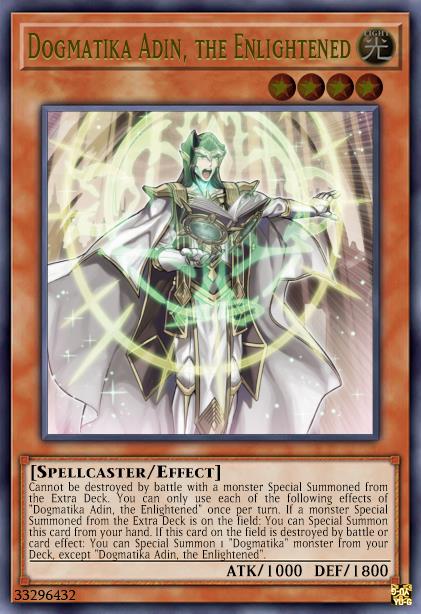 DOGMATIKA ADIN, THE ENLIGHTENED
LIGHT
光
[SPELLCASTER/EFFECT]
Cannot be destroyed by battle with a monster Special Summoned from
the Extra Deck. You can only use each of the following effects of
"Dogmatika Adin, the Enlightened" once per turn. If a monster Special
Summoned from the Extra Deck is on the field: You can Special Summon
this card from your hand. If this card on the field is destroyed by battle or
card effect: You can Special Summon 1 "Dogmatika" monster from your
Deck, except "Dogmatika Adin, the Enlightened".
ATK/1000 DEF/1800
33296432